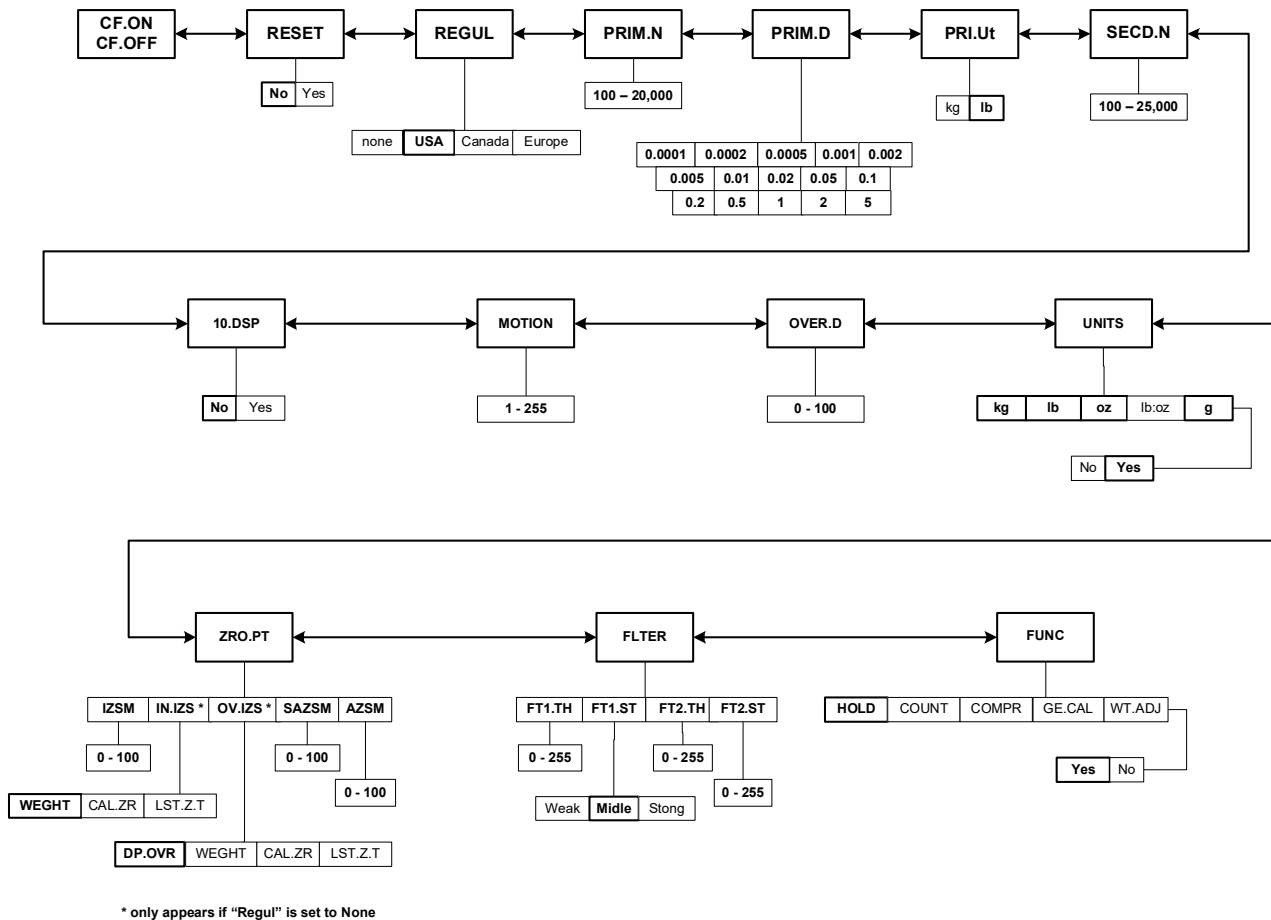 CF.ON
CF.OFF
RESET
REGUL
PRIM.N
PRIM.D
PRI.Ut
SECD.N
No Yes
100 – 20,000
kg lb
100 – 25,000
none USA Canada Europe
0.0001 0.0002 0.0005 0.001 0.002
0.005 0.01 0.02 0.05 0.1
0.2 0.5 1 2 5
10.DSP
MOTION
OVER.D
UNITS
No Yes
1 - 255
0 - 100
kg lb oz lb:oz g
No Yes
ZRO.PT
FLTER
FUNC
IZSM IN.IZS * OV.IZS * SAZSM AZSM
FT1.TH FT1.ST FT2.TH FT2.ST
HOLD COUNT COMPR GE.CAL WT.ADJ
0 - 100
0 - 100
0 - 255
0 - 255
Yes No
0 - 100
0 - 255
WEGHT CAL.ZR LST.Z.T
Weak Midle Stong
DP.OVR WEGHT CAL.ZR LST.Z.T
* only appears if “Regul” is set to None